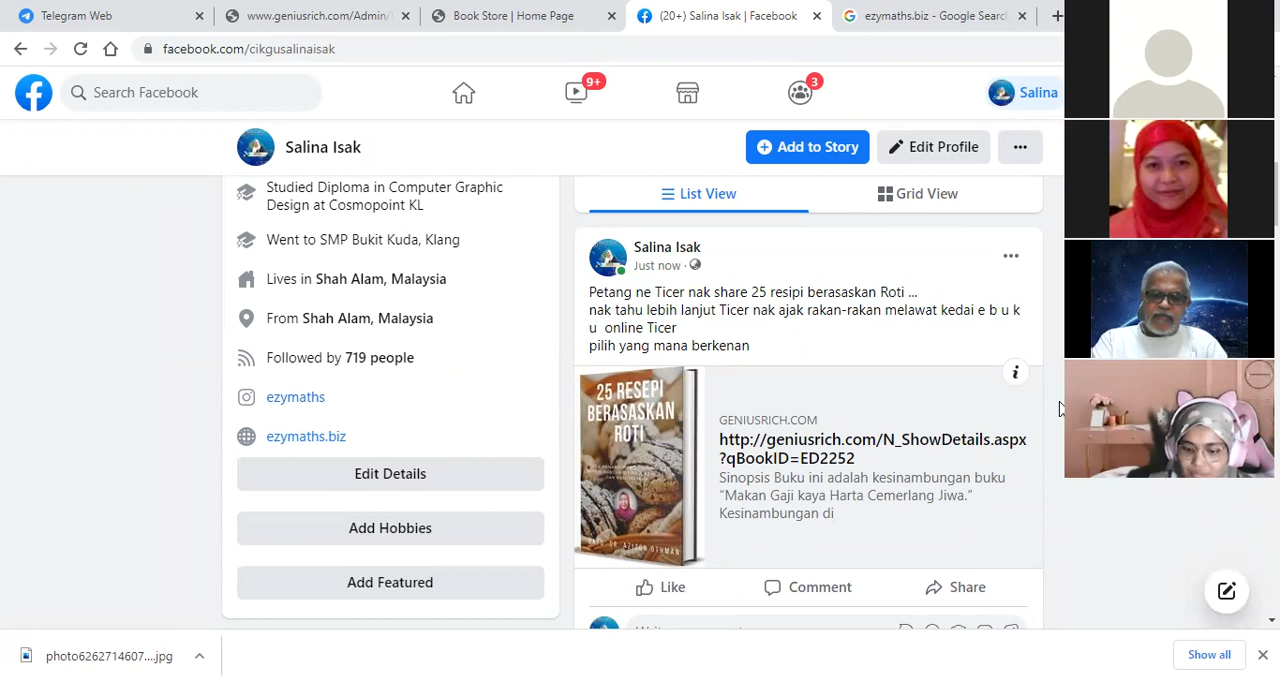 Telegram Web
www.geniusrich.com/Admin/
Book Store | Home Page
(20+) Salina Isak | Facebook
ezymaths.biz - Google Search
facebook.com/cikgusalinaisak
Search Facebook
9+
3
Salina
Salina Isak
Add to Story
Edit Profile
Studied Diploma in Computer Graphic
Design at Cosmopoint KL
Went to SMP Bukit Kuda, Klang
Lives in Shah Alam, Malaysia
From Shah Alam, Malaysia
Followed by 719 people
ezymaths
ezymaths.biz
Edit Details
Add Hobbies
Add Featured
List View
Grid View
Salina Isak
Just now ·
Petang ne Ticer nak share 25 resipi berasaskan Roti ...
nak tahu lebih lanjut Ticer nak ajak rakan-rakan melawat kedai e b u k
u online Ticer
pilih yang mana berkenan
25 RESEPI
BERASASKAN
ROTI
DR. AZIZON OTHMAN
GENIUSRICH.COM
http://geniusrich.com/N_ShowDetails.aspx
?qBookID=ED2252
Sinopsis Buku ini adalah kesinambungan buku
“Makan Gaji kaya Harta Cemerlang Jiwa.”
Kesinambungan di
Like
Comment
Share
photo6262714607....jpg
Show all